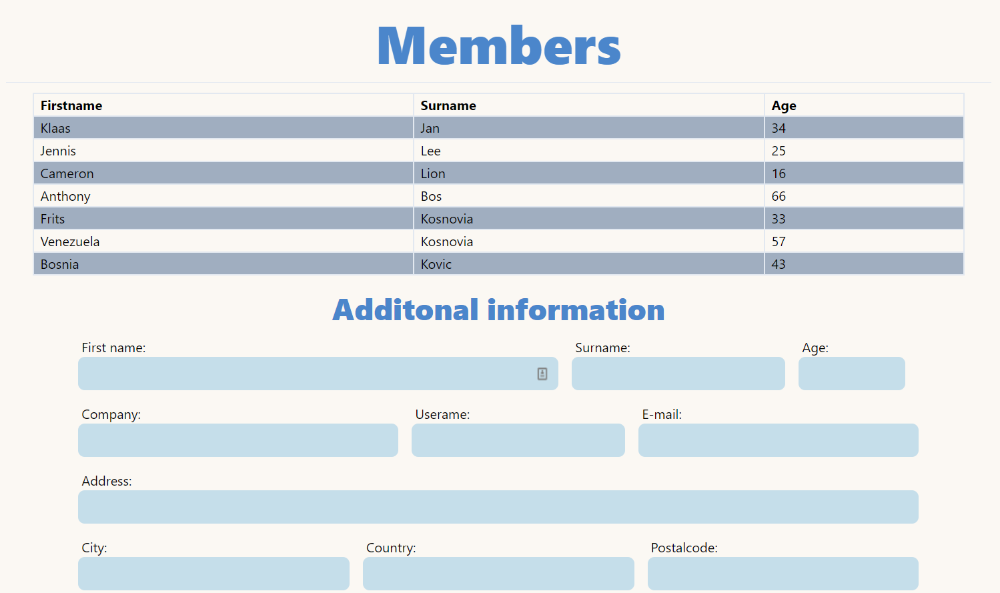 Members
Firstname Surname Age
Klaas Jan 34
Jennis Lee 25
Cameron Lion 16
Anthony Bos 66
Frits Kosnovia 33
Venezuela Kosnovia 57
Bosnia Kovic 43
Additonal information
First name: Surname: Age:
Company: Userame: E-mail:
Address:
City: Country: Postalcode: